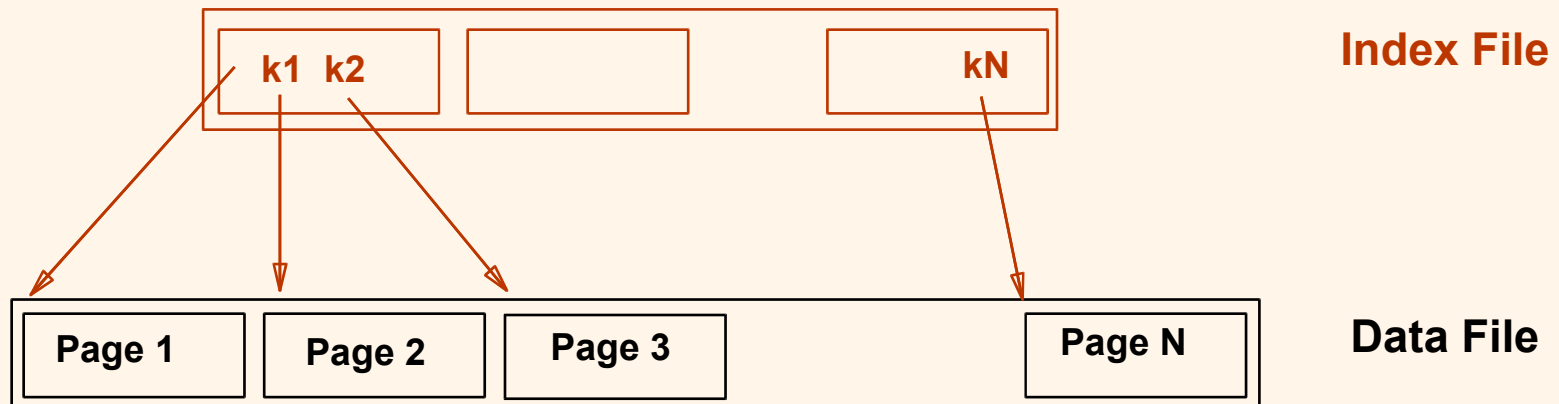 Index File
k1 k2
kN
Page 1
Page 2
Page 3
Page N
Data File